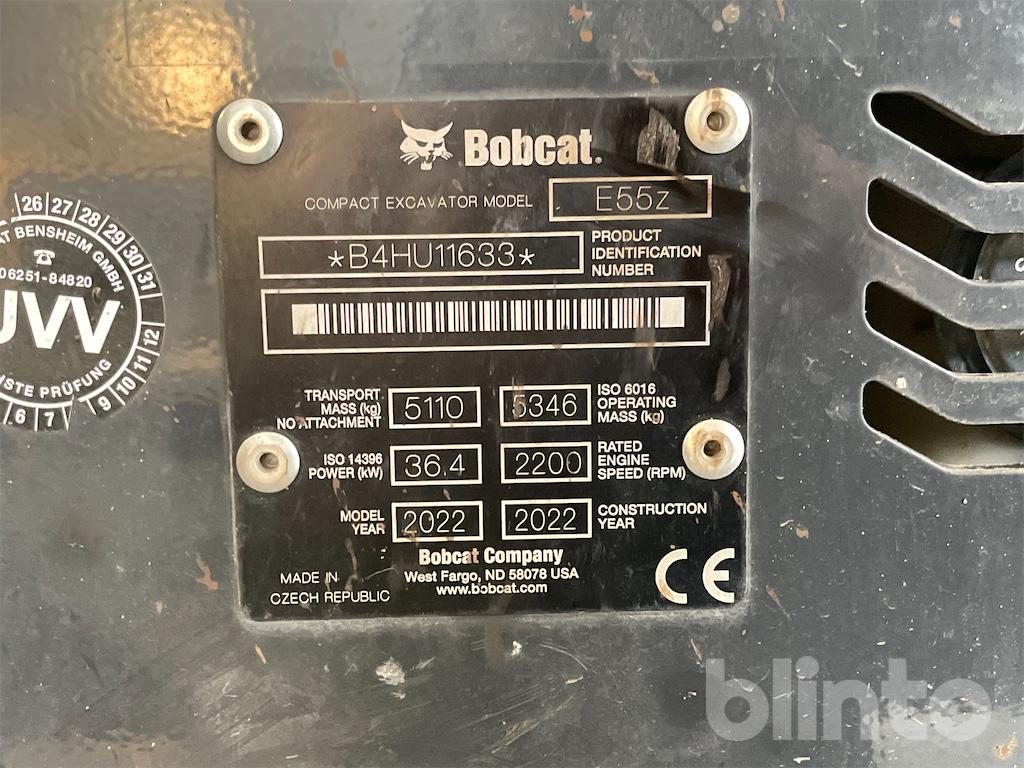 Bobcat.
COMPACT EXCAVATOR MODEL E55z
*B4HU11633* PRODUCT IDENTIFICATION NUMBER
TRANSPORT MASS (kg) NO ATTACHMENT 5110
5346 ISO 6016 OPERATING MASS (kg)
ISO 14396 POWER (kW) 36.4
2200 RATED ENGINE SPEED (RPM)
MODEL YEAR 2022
2022 CONSTRUCTION YEAR
Bobcat Company
West Fargo, ND 58078 USA
www.bobcat.com
MADE IN
CZECH REPUBLIC
CE
26 27 28 29 30 31
BENSHEIM GMBH
06251-84820
UVV
PRÜFUNG
12 11 10 9 7 6
blinto